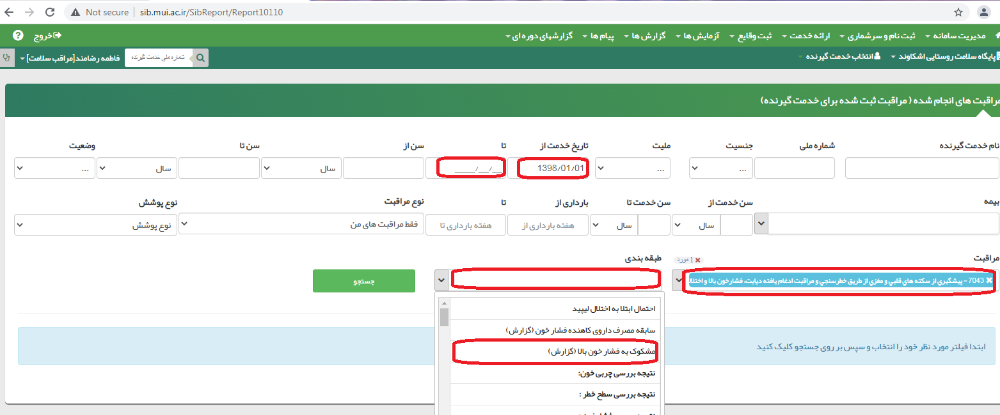 Not secure | sib.mui.ac.ir/SibReport/Report10110
مدیریت سامانه ثبت نام و سرشماری ارائه خدمت ثبت وقایع آزمایش ها گزارش ها پیام ها گزارشهای دوره ای خروج ?
پایگاه سلامت روستایی اشکاوند انتخاب خدمت گیرنده شماره ملی خدمت گیرنده فاطمه رضامند[مراقب سلامت]
مراقبت های انجام شده ( مراقبت ثبت شده برای خدمت گیرنده)
نام خدمت گیرنده شماره ملی جنسیت ملیت تاریخ خدمت از تا سن از سن تا وضعیت
... ... 1398/01/01 ____/__/__ سال سال ...
بیمه سن خدمت از سن خدمت تا بارداری از تا نوع مراقبت نوع پوشش
سال سال هفته بارداری از هفته بارداری تا فقط مراقبت های من نوع پوشش
مراقبت 1 مورد طبقه بندی
7043 - پيشگيري از سکته هاي قلبي و مغزي از طريق خطرسنجي و مراقبت ادغام يافته ديابت، فشارخون بالا و اختلا جستجو
احتمال ابتلا به اختلال لیپید
سابقه مصرف داروی کاهنده فشار خون (گزارش)
مشکوک به فشار خون بالا (گزارش)
ابتدا فیلتر مورد نظر خود را انتخاب و سپس بر روی جستجو کلیک کنید
نتیجه بررسی چربی خون:
نتیجه بررسی سطح خطر :